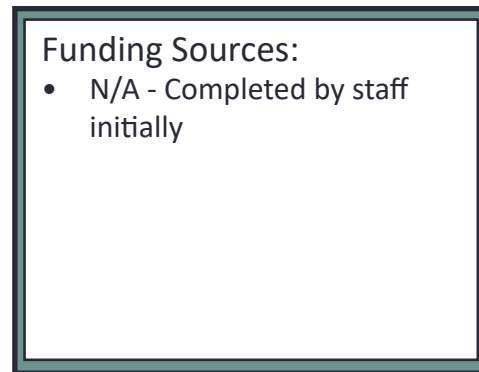 Funding Sources:
• N/A - Completed by staff
initially